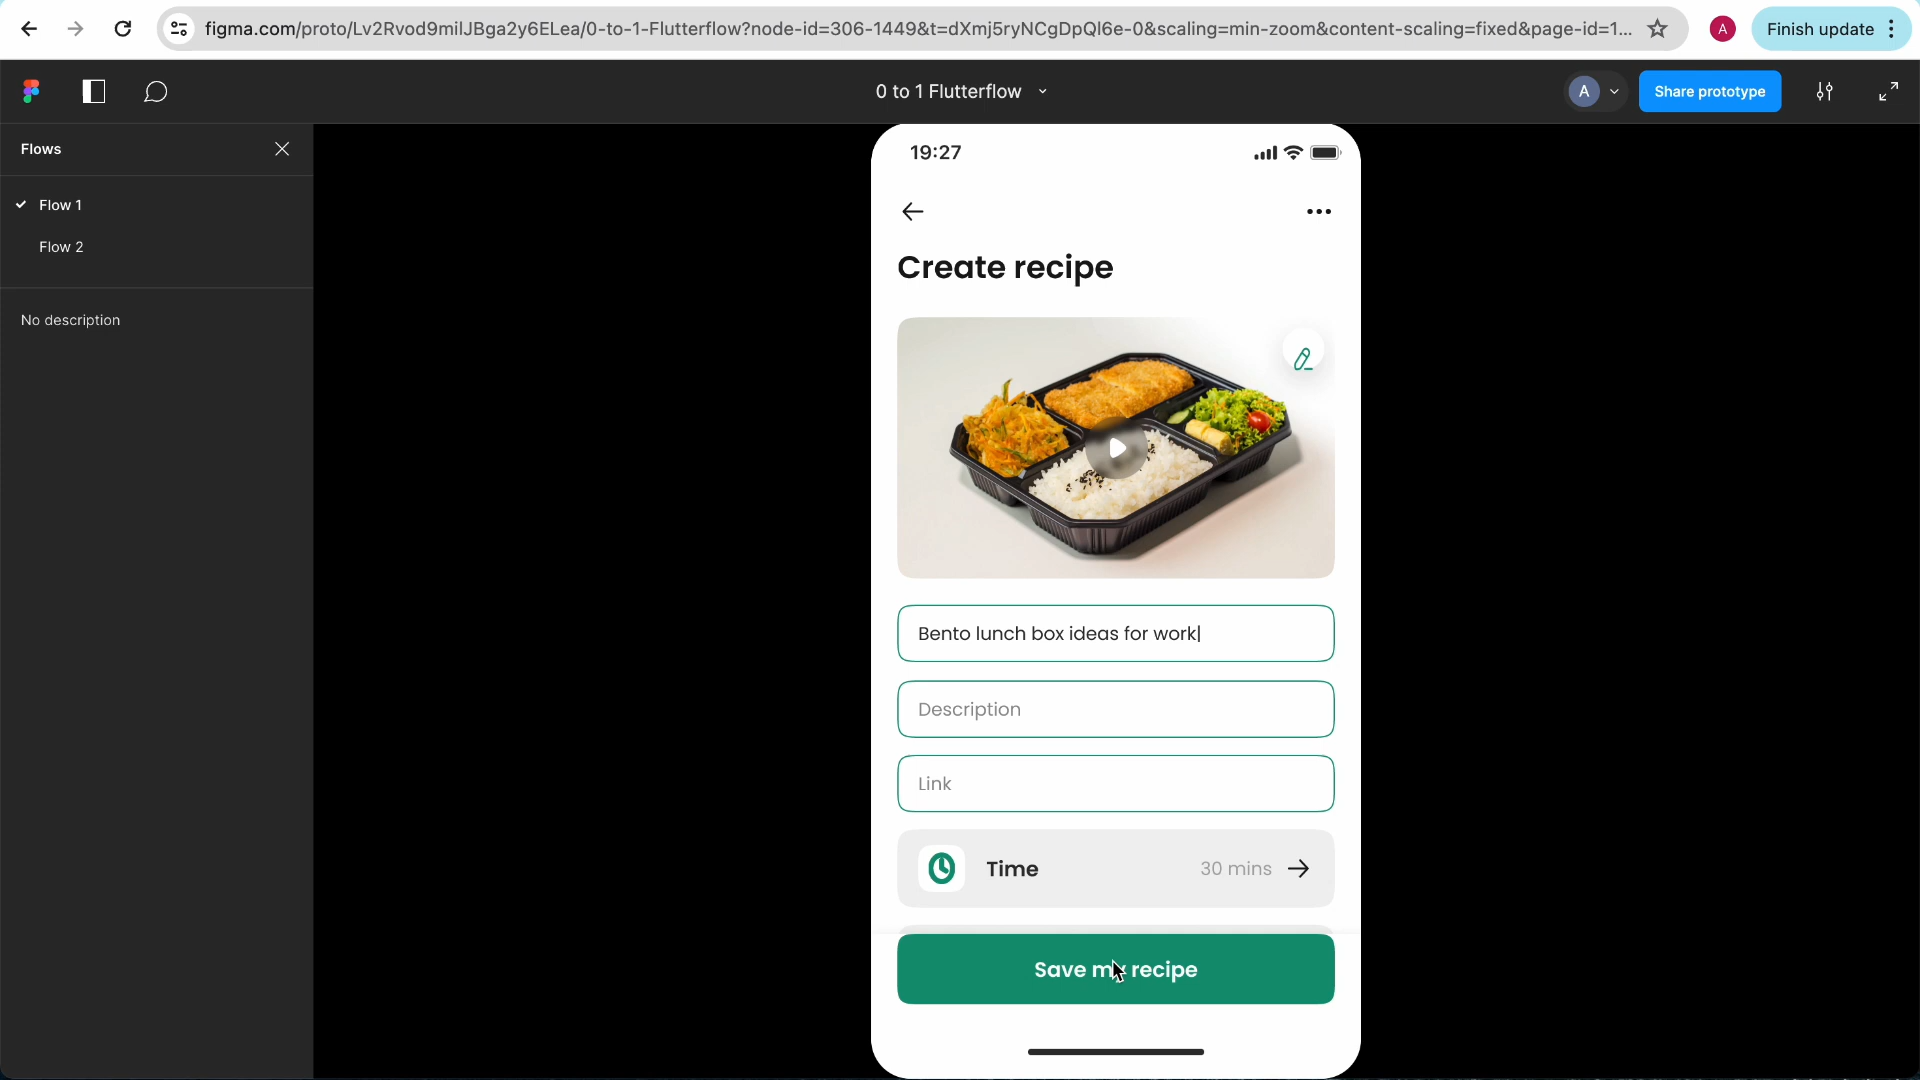 figma.com/proto/Lv2Rvod9milJBga2y6ELea/0-to-1-Flutterflow?node-id=306-1449&t=dXmj5ryNCgDpQl6e-0&scaling=min-zoom&content-scaling=fixed&page-id=1...
A
Finish update
0 to 1 Flutterflow
A
Share prototype
Flows
Flow 1
Flow 2
No description
19:27
Create recipe
Bento lunch box ideas for work
Description
Link
Time
30 mins
Save my recipe